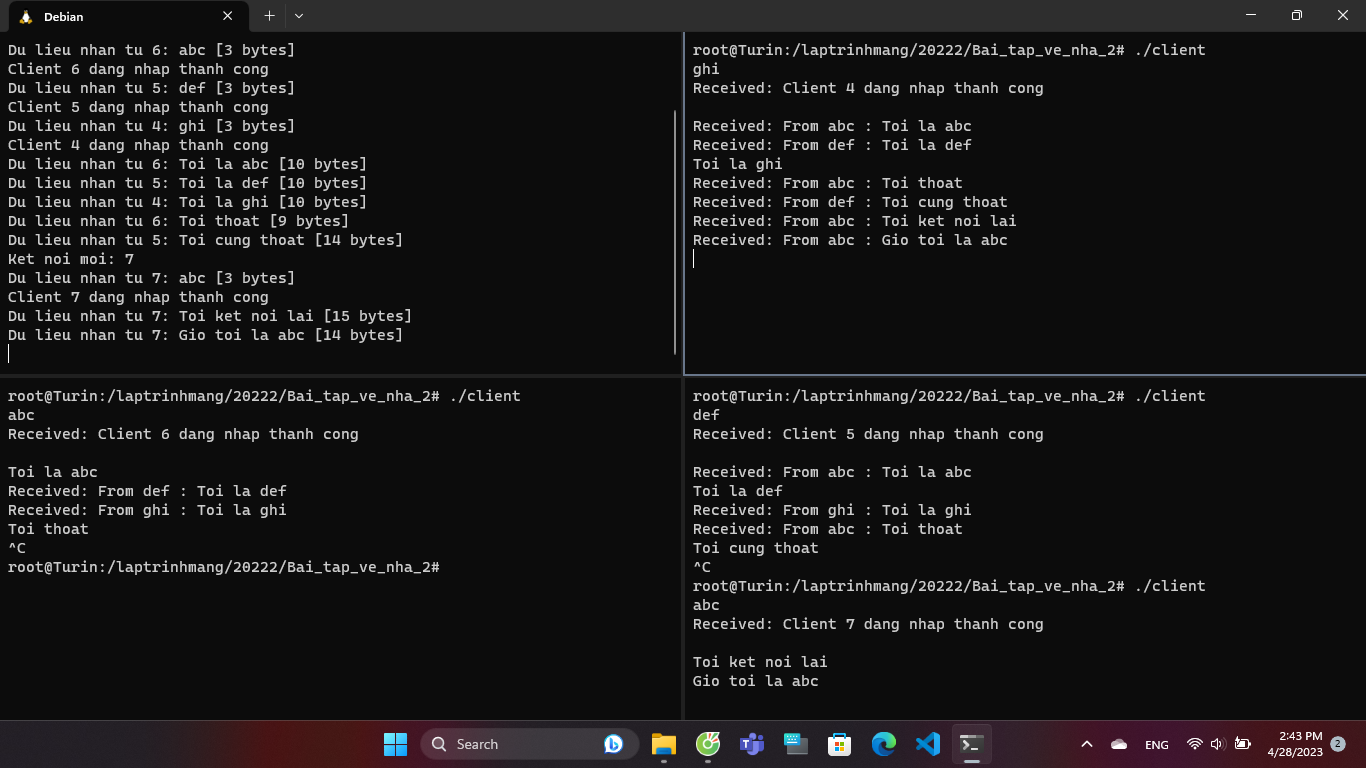 Debian
Du lieu nhan tu 6: abc [3 bytes]
Client 6 dang nhap thanh cong
Du lieu nhan tu 5: def [3 bytes]
Client 5 dang nhap thanh cong
Du lieu nhan tu 4: ghi [3 bytes]
Client 4 dang nhap thanh cong
Du lieu nhan tu 6: Toi la abc [10 bytes]
Du lieu nhan tu 5: Toi la def [10 bytes]
Du lieu nhan tu 4: Toi la ghi [10 bytes]
Du lieu nhan tu 6: Toi thoat [9 bytes]
Du lieu nhan tu 5: Toi cung thoat [14 bytes]
Ket noi moi: 7
Du lieu nhan tu 7: abc [3 bytes]
Client 7 dang nhap thanh cong
Du lieu nhan tu 7: Toi ket noi lai [15 bytes]
Du lieu nhan tu 7: Gio toi la abc [14 bytes]
root@Turin:/laptrinhmang/20222/Bai_tap_ve_nha_2# ./client
ghi
Received: Client 4 dang nhap thanh cong
Received: From abc : Toi la abc
Received: From def : Toi la def
Toi la ghi
Received: From abc : Toi thoat
Received: From def : Toi cung thoat
Received: From abc : Toi ket noi lai
Received: From abc : Gio toi la abc
root@Turin:/laptrinhmang/20222/Bai_tap_ve_nha_2# ./client
abc
Received: Client 6 dang nhap thanh cong
Toi la abc
Received: From def : Toi la def
Received: From ghi : Toi la ghi
Toi thoat
^C
root@Turin:/laptrinhmang/20222/Bai_tap_ve_nha_2#
root@Turin:/laptrinhmang/20222/Bai_tap_ve_nha_2# ./client
def
Received: Client 5 dang nhap thanh cong
Received: From abc : Toi la abc
Toi la def
Received: From ghi : Toi la ghi
Received: From abc : Toi thoat
Toi cung thoat
^C
root@Turin:/laptrinhmang/20222/Bai_tap_ve_nha_2# ./client
abc
Received: Client 7 dang nhap thanh cong
Toi ket noi lai
Gio toi la abc
Search
ENG
2:43 PM
4/28/2023
2